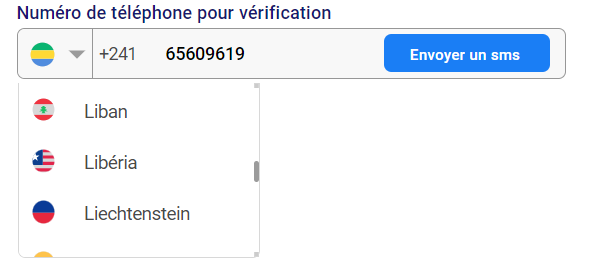 Numéro de téléphone pour vérification
+241 65609619 Envoyer un sms
Liban
Libéria
Liechtenstein